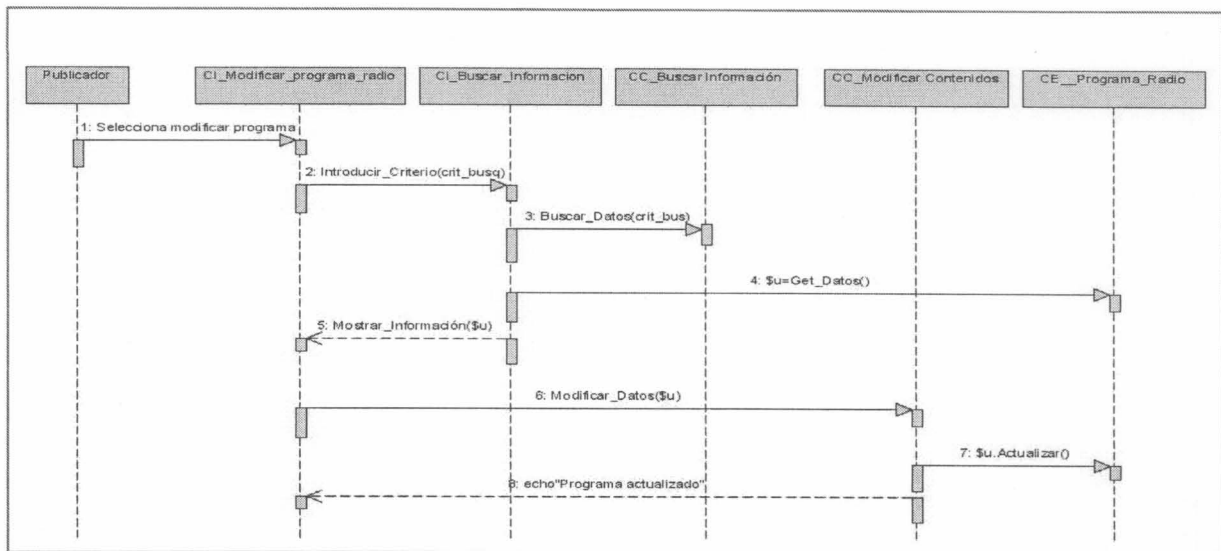 Publicador
CI_Modificar_programa_radio
CI_Buscar_Informacion
CC_Buscar Información
CC_Modificar Contenidos
CE__Programa_Radio
1: Selecciona modificar programa
2: Introducir_Criterio(crit_busq)
3: Buscar_Datos(crit_bus)
4: $u=Get_Datos()
5: Mostrar_Información($u)
6: Modificar_Datos($u)
7: $u.Actualizar()
8: echo"Programa actualizado"